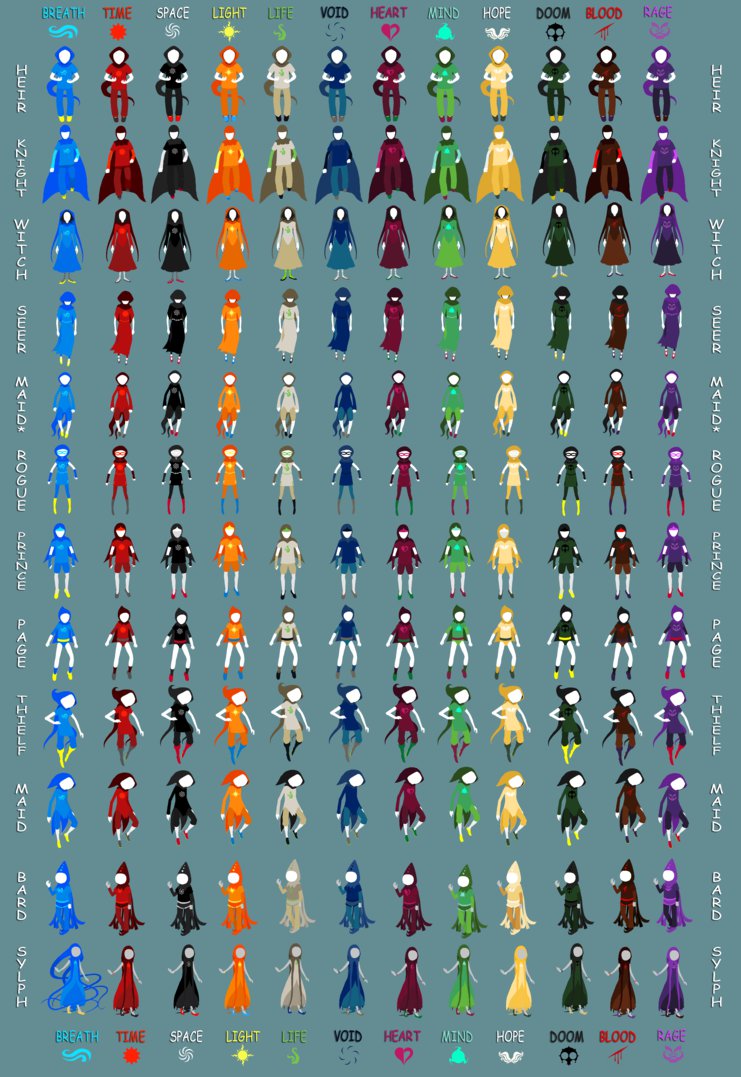 BREATH TIME SPACE LIGHT LIFE VOID HEART MIND HOPE DOOM BLOOD RAGE
HEIR HEIR
KNIGHT KNIGHT
WITCH WITCH
SEER SEER
MAID* MAID*
ROGUE ROGUE
PRINCE PRINCE
PAGE PAGE
THIEF THIEF
MAID MAID
BARD BARD
SYLPH SYLPH
BREATH TIME SPACE LIGHT LIFE VOID HEART MIND HOPE DOOM BLOOD RAGE